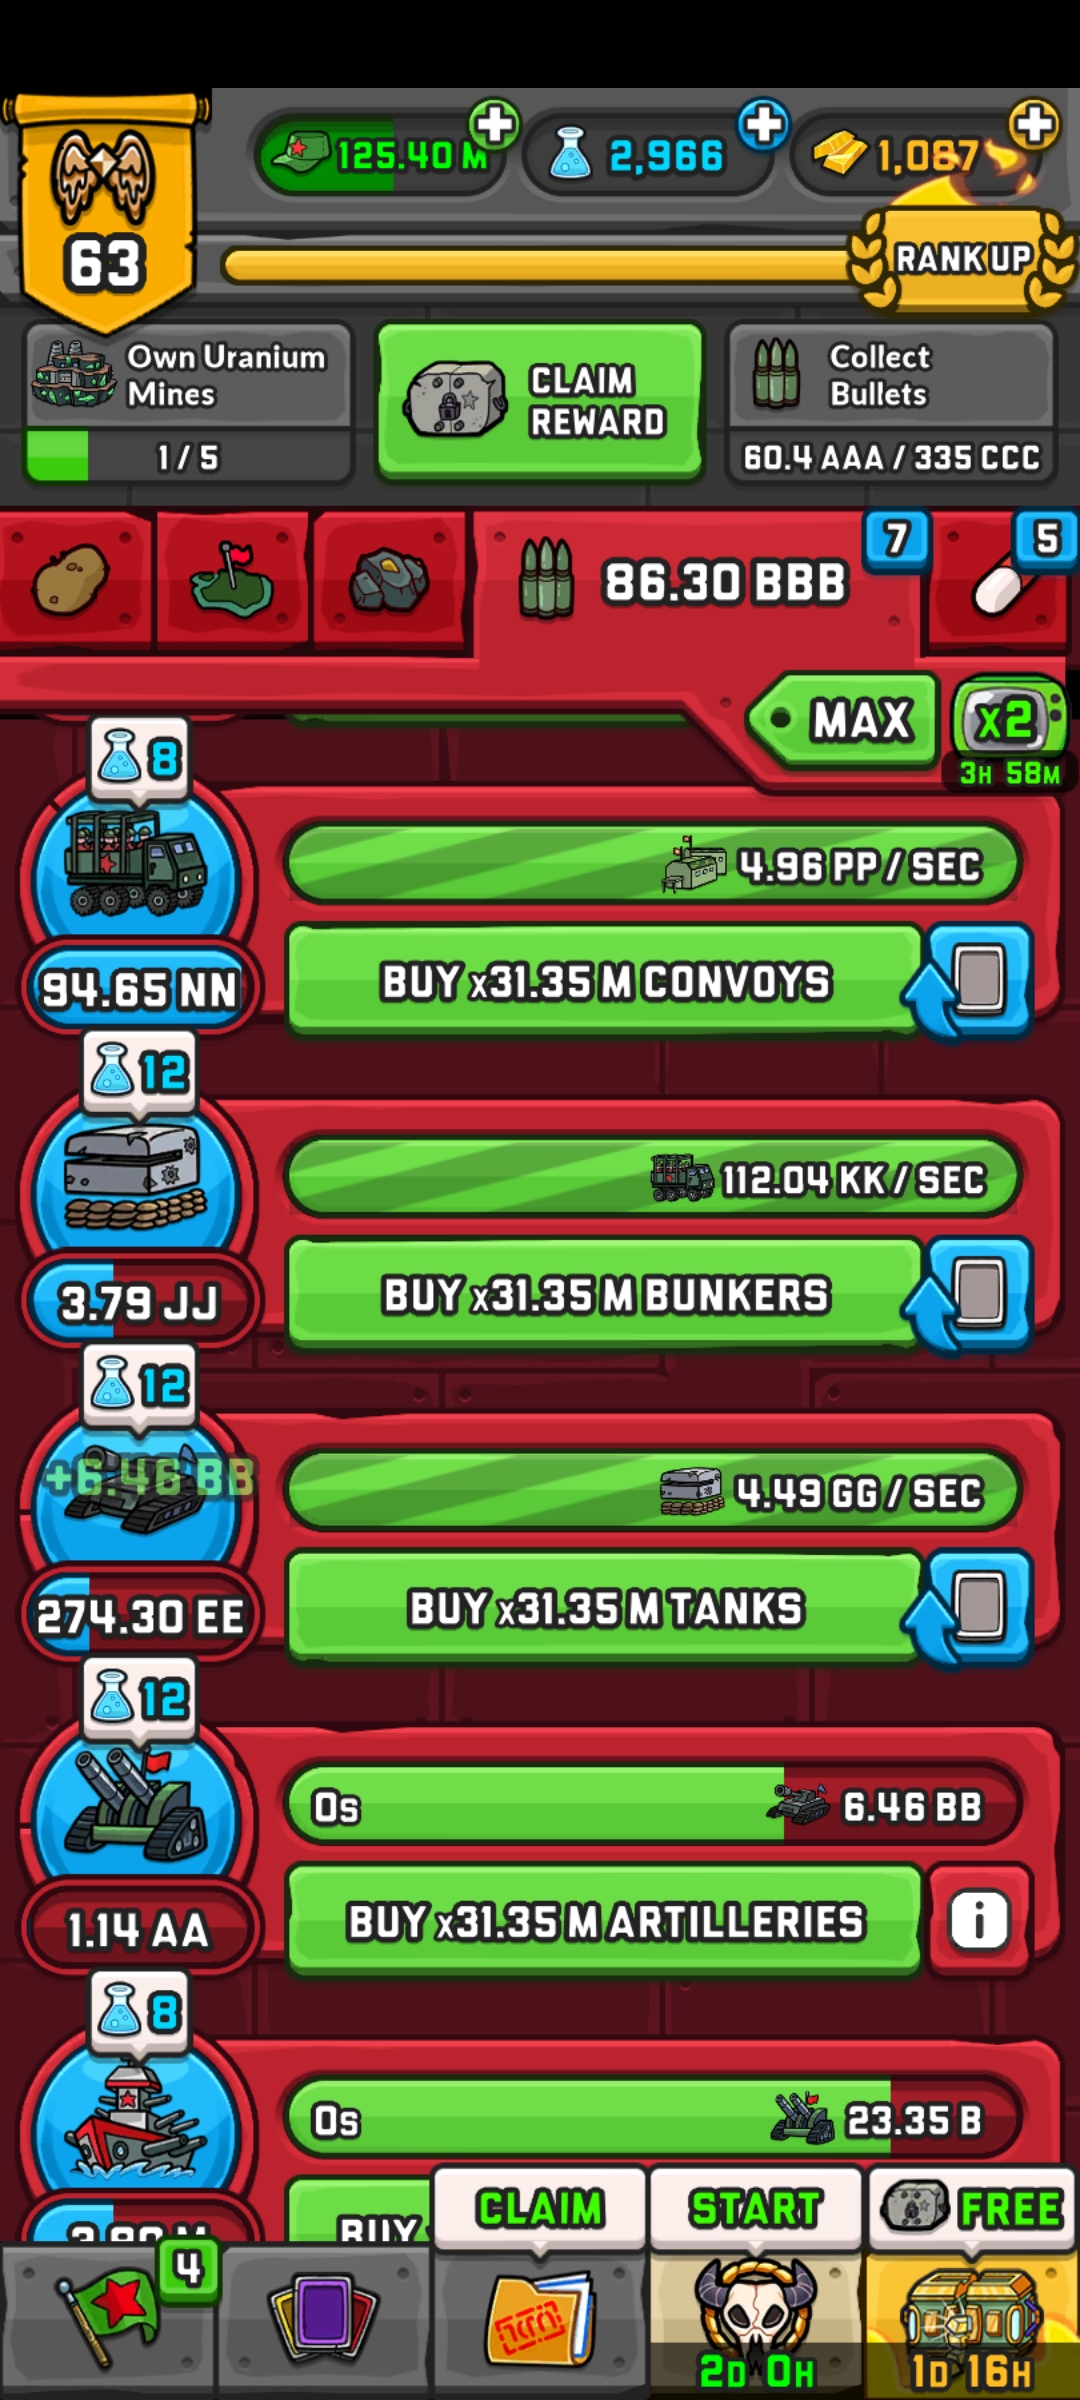 125.40 M
2,966
1,087
63
RANK UP
Own Uranium
Mines
1 / 5
CLAIM
REWARD
Collect
Bullets
60.4 AAA / 335 CCC
86.30 BBB
7
5
MAX
x2
3H 58M
8
4.96 PP / SEC
94.65 NN
BUY x31.35 M CONVOYS
12
112.04 KK / SEC
3.79 JJ
BUY x31.35 M BUNKERS
12
+6.46 BB
4.49 GG / SEC
274.30 EE
BUY x31.35 M TANKS
12
0s
6.46 BB
1.14 AA
BUY x31.35 M ARTILLERIES
i
8
0s
23.35 B
BUY
CLAIM
START
FREE
4
2D 0H
1D 16H